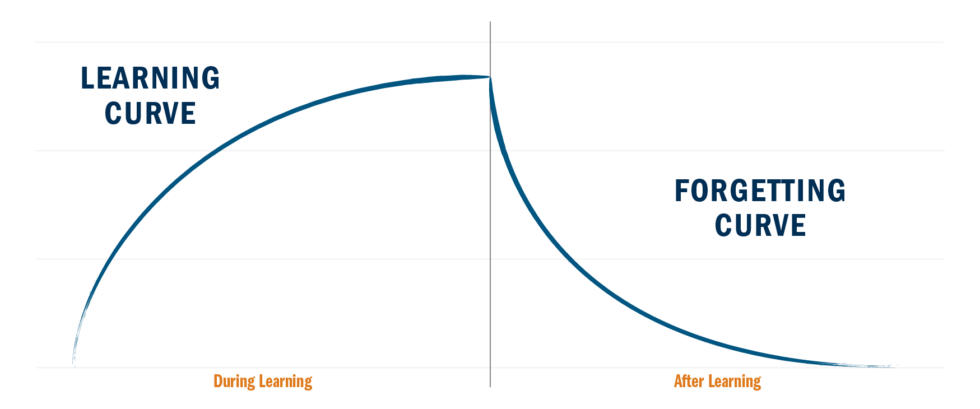 LEARNING
CURVE
FORGETTING
CURVE
During Learning
After Learning